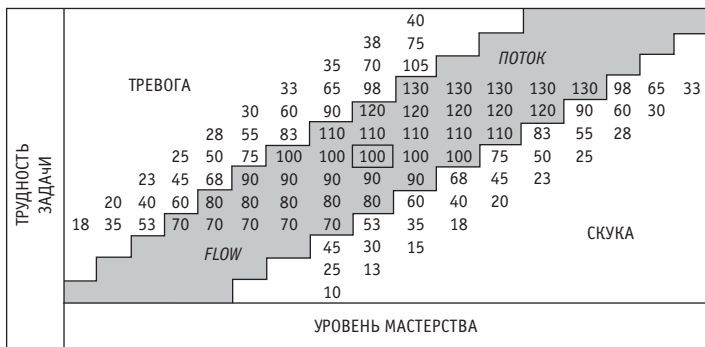 40
38 75
ПОТОК
35 70 105
ТРЕВОГА
33 65 98 130 130 130 130 130 98 65 33
30 60 90 120 120 120 120 120 90 60 30
28 55 83 110 110 110 110 110 83 55 28
25 50 75 100 100 100 100 100 75 50 25
23 45 68 90 90 90 90 90 68 45 23
20 40 60 80 80 80 80 80 60 40 20
18 35 53 70 70 70 70 70 53 35 18
СКУКА
FLOW
45 30 15
25 13
10
ТРУДНОСТЬ
ЗАДАчИ
УРОВЕНЬ МАСТЕРСТВА